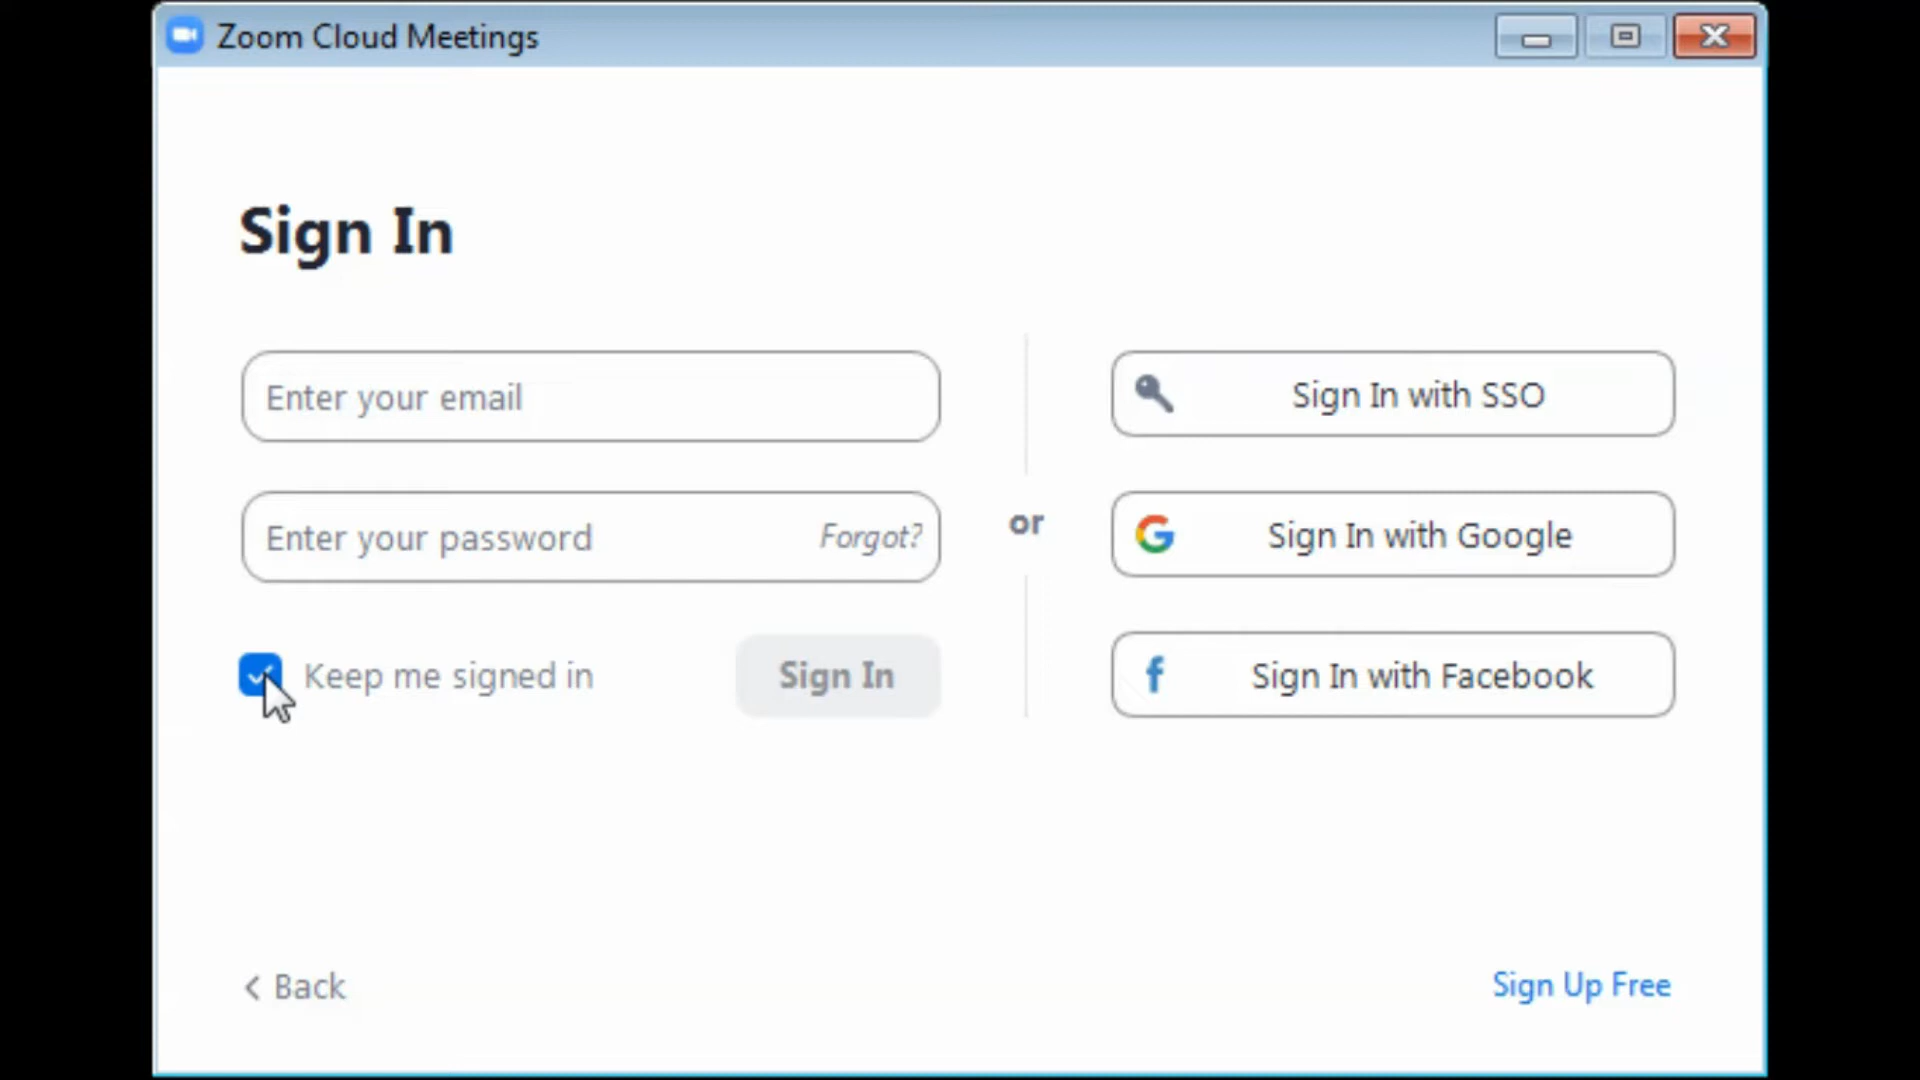 Zoom Cloud Meetings
Sign In
Enter your email
Enter your password
Forgot?
Keep me signed in
Sign In
or
Sign In with SSO
Sign In with Google
Sign In with Facebook
Back
Sign Up Free